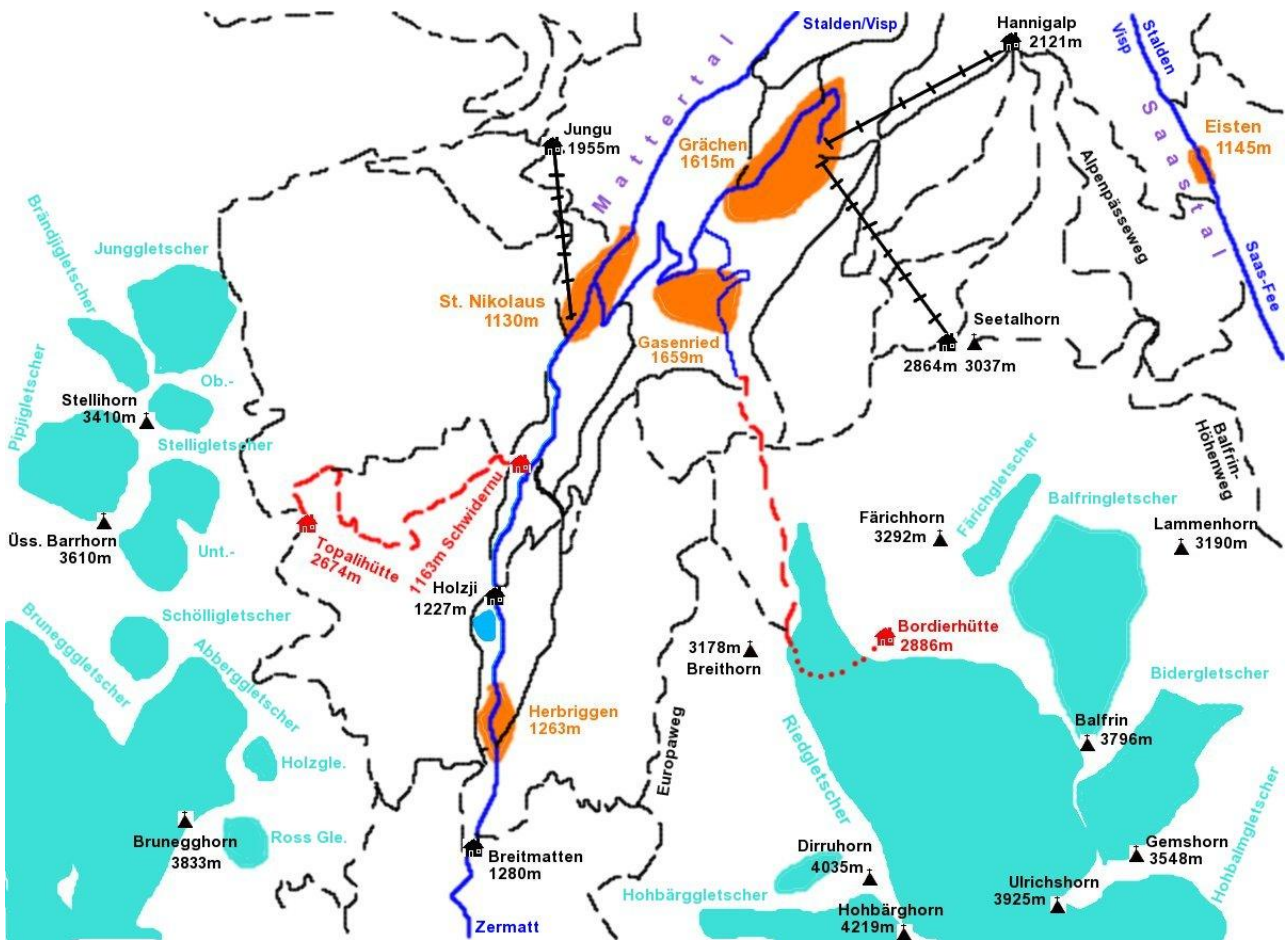 Stalden/Visp
Hannigalp
2121m
Stalden
Visp
Mattertal
Saastal
Jungu
1955m
Grächen
1615m
Eisten
1145m
Alpenpässeweg
Brändjigletscher
Junggletscher
Saas-Fee
St. Nikolaus
1130m
Gasenried
1659m
Seetalhorn
2864m
3037m
Ob.-
Stellihorn
3410m
Pipjigletscher
Stelligletscher
Balfrin-
Höhenweg
Färichgletscher
Balfringletscher
Färichhorn
3292m
Lammenhorn
3190m
Üss. Barrhorn
3610m
Unt.-
Topalihütte
2674m
1163m Schwidernu
Holzji
1227m
Schölligletscher
Brunegggletscher
Abberggletscher
3178m
Breithorn
Bordierhütte
2886m
Bidergletscher
Herbriggen
1263m
Balfrin
3796m
Europaweg
Riedgletscher
Holzgle.
Brunegghorn
3833m
Ross Gle.
Breitmatten
1280m
Dirruhorn
4035m
Gemshorn
3548m
Hohbalmgletscher
Hohbärggletscher
Ulrichshorn
3925m
Hohbärghorn
4219m
Zermatt